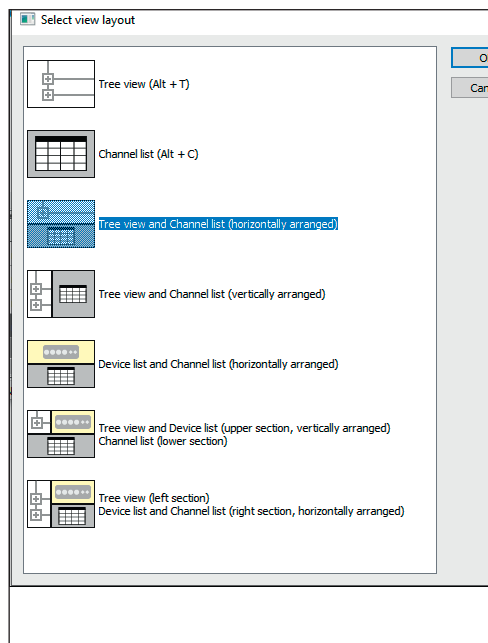 Select view layout
Tree view (Alt + T)
Channel list (Alt + C)
Tree view and Channel list (horizontally arranged)
Tree view and Channel list (vertically arranged)
Device list and Channel list (horizontally arranged)
Tree view and Device list (upper section, vertically arranged)
Channel list (lower section)
Tree view (left section)
Device list and Channel list (right section, horizontally arranged)